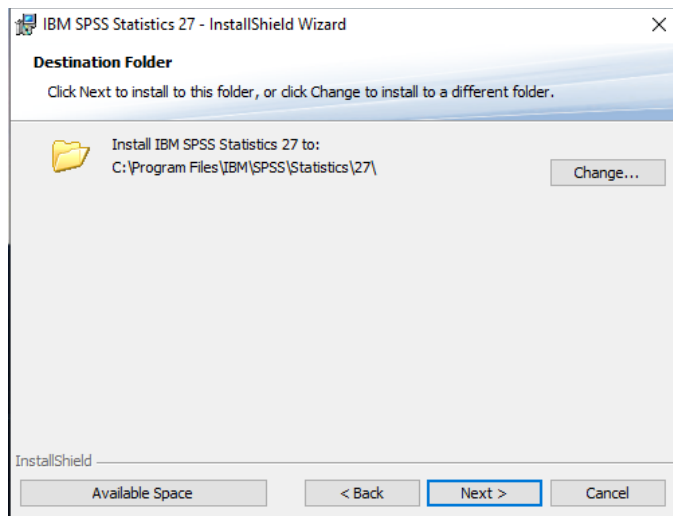 IBM SPSS Statistics 27 - InstallShield Wizard
Destination Folder
Click Next to install to this folder, or click Change to install to a different folder.
Install IBM SPSS Statistics 27 to:
C:\Program Files\IBM\SPSS\Statistics\27\
Change...
InstallShield
Available Space
< Back
Next >
Cancel